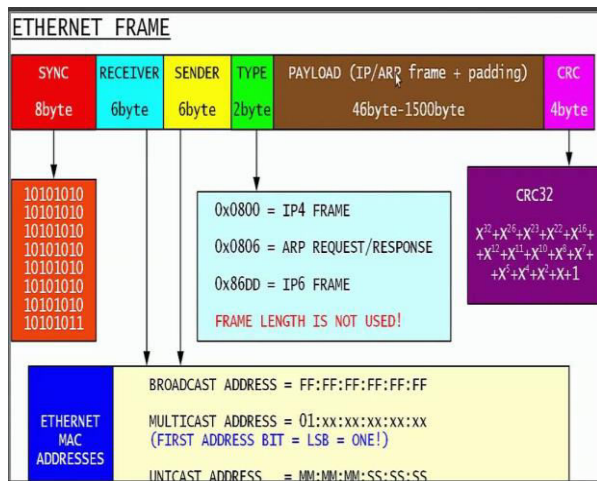 ETHERNET FRAME
SYNC RECEIVER SENDER TYPE PAYLOAD (IP/ARP frame + padding) CRC
8byte 6byte 6byte 2byte 46byte-1500byte 4byte
10101010
10101010
10101010
10101010
10101010
10101010
10101010
10101011
0x0800 = IP4 FRAME
0x0806 = ARP REQUEST/RESPONSE
0x86DD = IP6 FRAME
FRAME LENGTH IS NOT USED!
CRC32
X³²+X²⁶+X²³+X²²+X¹⁶+
+X¹²+X¹¹+X¹⁰+X⁸+X⁷+
+X⁵+X⁴+X²+X+1
ETHERNET
MAC
ADDRESSES
BROADCAST ADDRESS = FF:FF:FF:FF:FF:FF
MULTICAST ADDRESS = 01:xx:xx:xx:xx:xx
(FIRST ADDRESS BIT = LSB = ONE!)
UNICAST ADDRESS = MM:MM:MM:SS:SS:SS